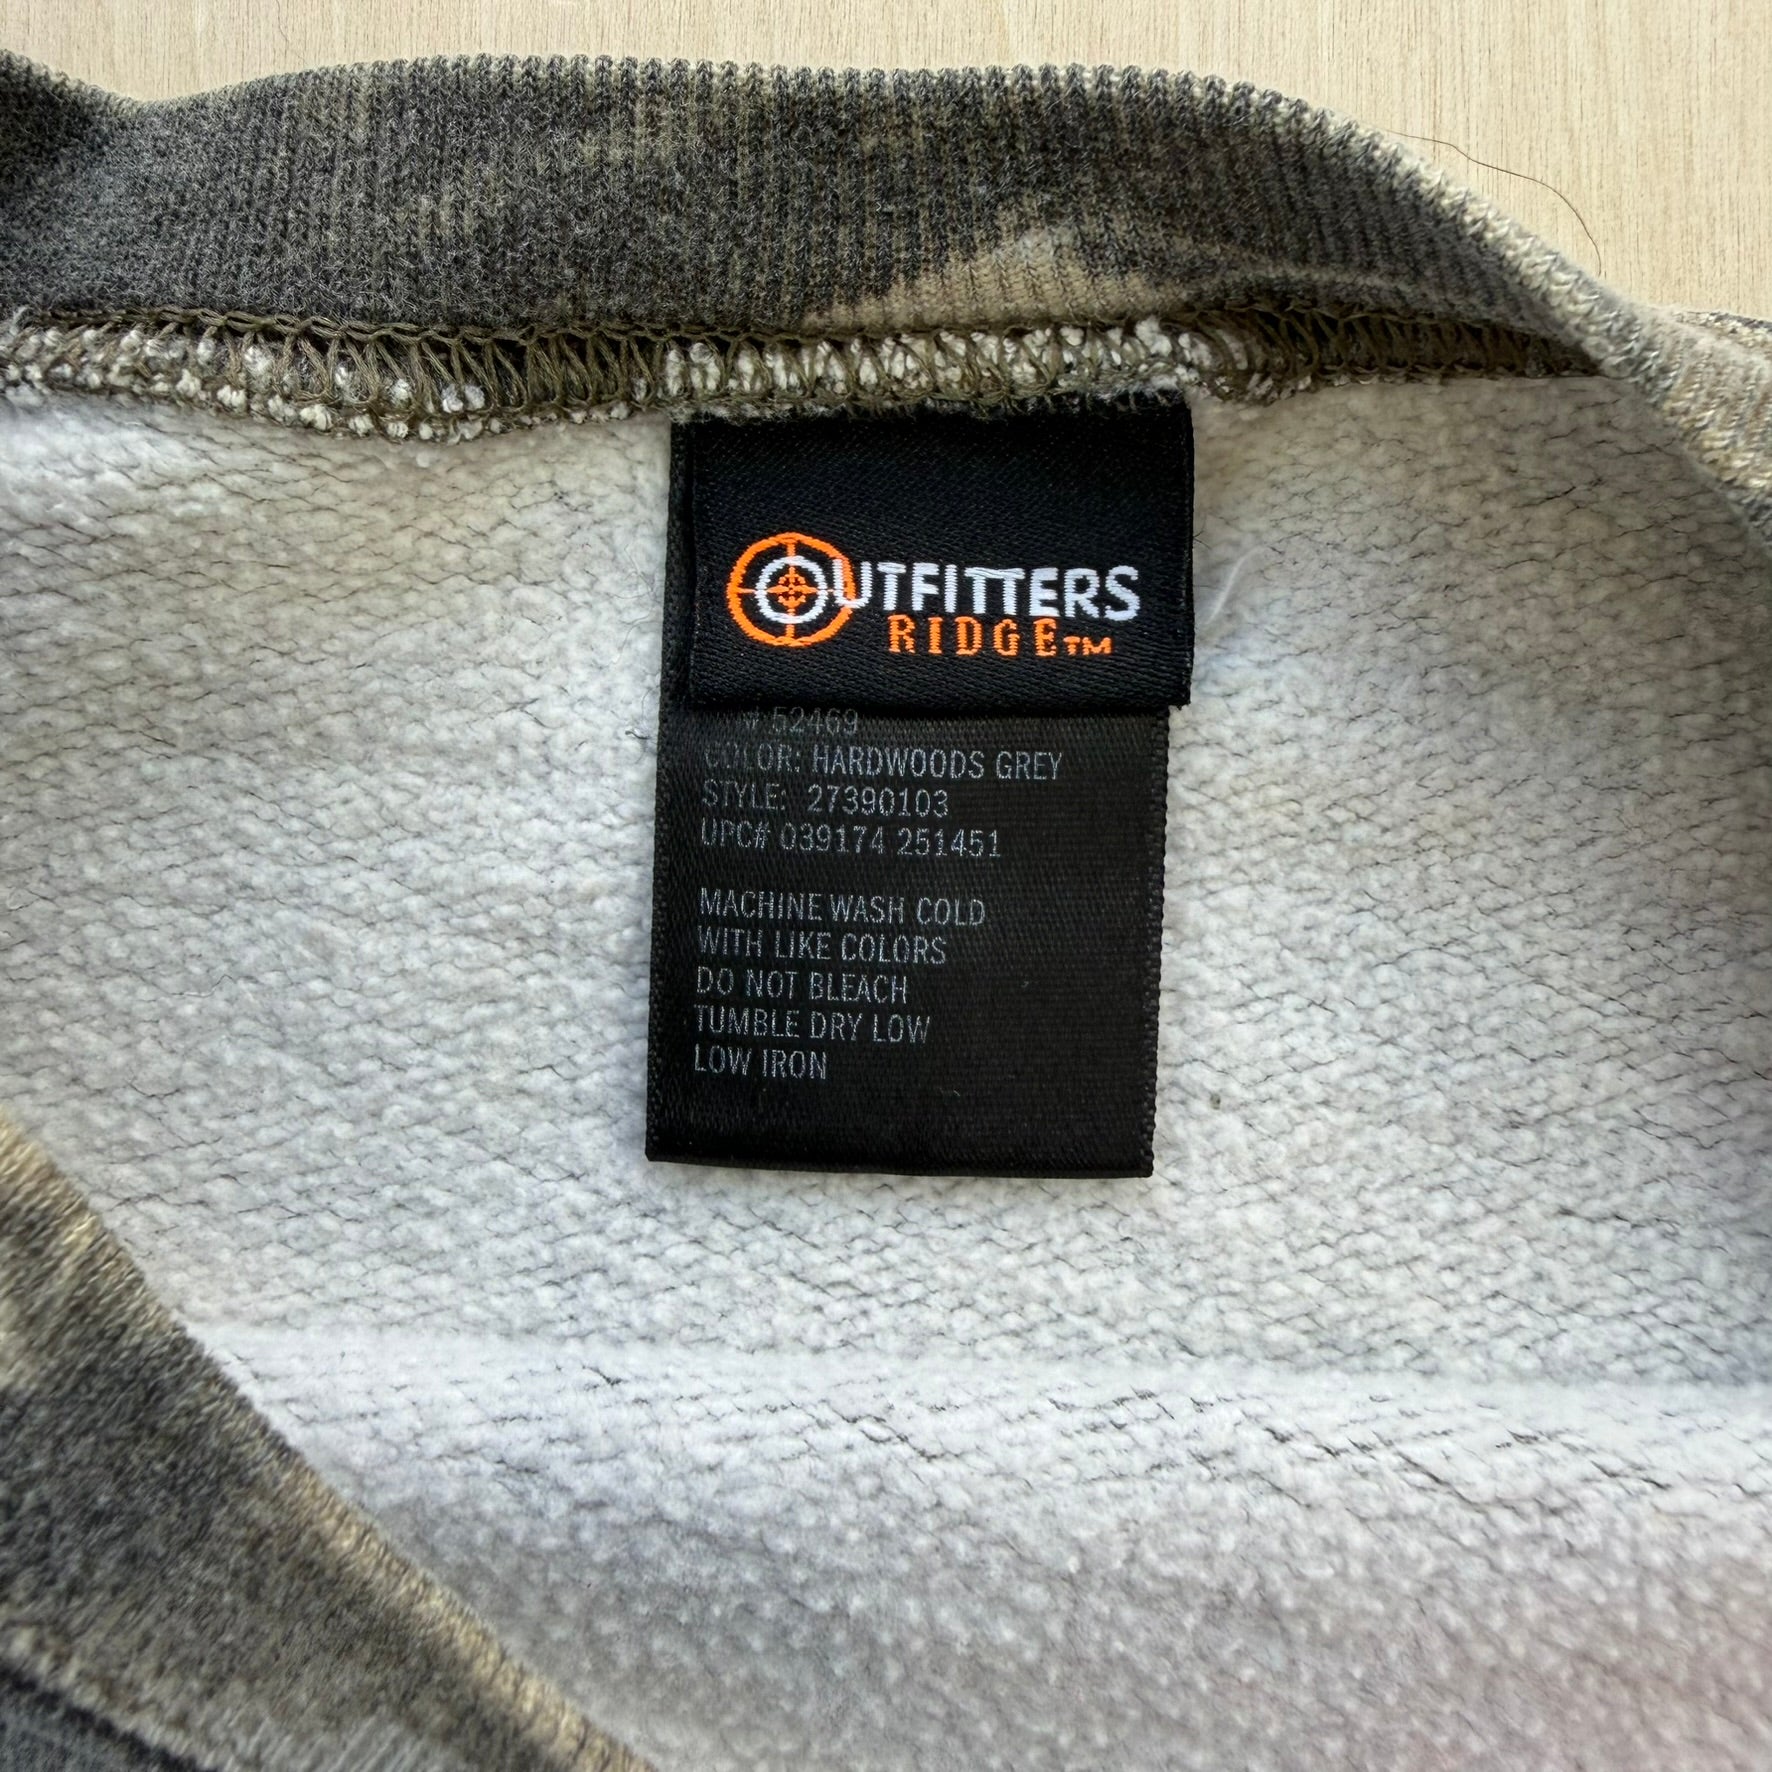 OUTFITTERS
RIDGE™
52469
COLOR: HARDWOODS GREY
STYLE: 27390103
UPC# 039174 251451
MACHINE WASH COLD
WITH LIKE COLORS
DO NOT BLEACH
TUMBLE DRY LOW
LOW IRON